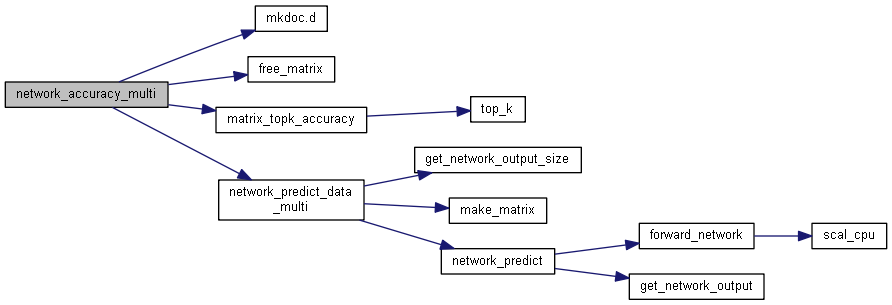 mkdoc.d
free_matrix
network_accuracy_multi
matrix_topk_accuracy
top_k
get_network_output_size
network_predict_data
_multi
make_matrix
forward_network
scal_cpu
network_predict
get_network_output